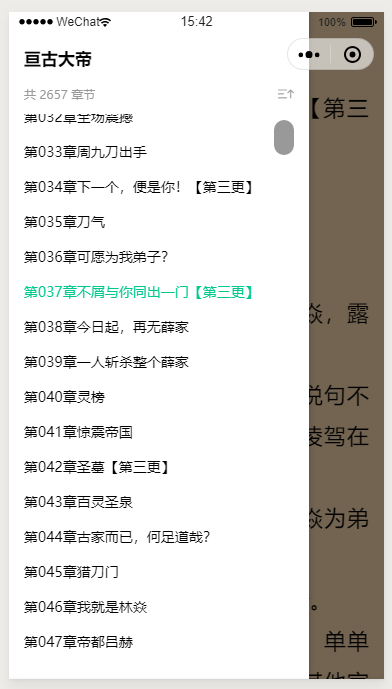 WeChat
15:42
100%
亘古大帝
共 2657 章节
第032章全场震撼
第033章周九刀出手
第034章下一个，便是你！【第三更】
第035章刀气
第036章可愿为我弟子？
第037章不屑与你同出一门【第三更】
第038章今日起，再无薛家
第039章一人斩杀整个薛家
第040章灵榜
第041章惊震帝国
第042章圣墓【第三更】
第043章百灵圣泉
第044章古家而已，何足道哉？
第045章猎刀门
第046章我就是林焱
第047章帝都吕赫
【第三
焱，露
说句不
凌驾在
焱为弟
。
单单